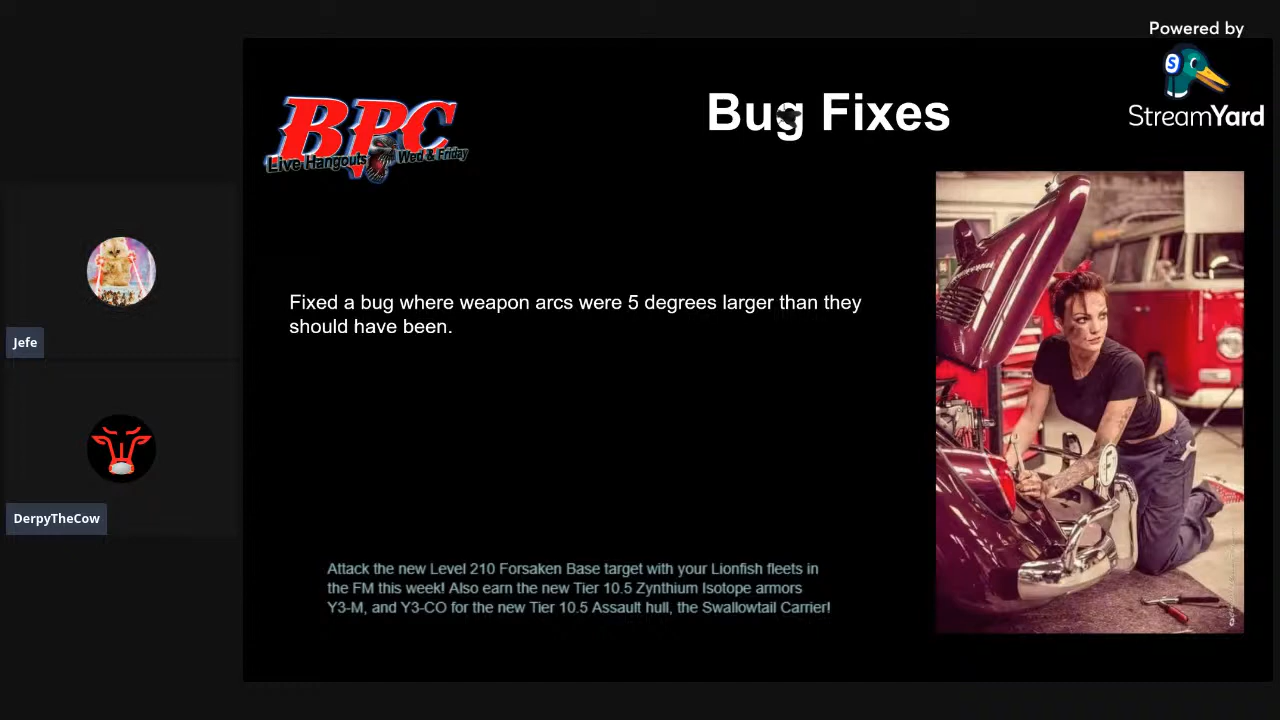 Powered by
StreamYard
BPC
Live Hangouts Wed & Friday
Bug Fixes
Jefe
Fixed a bug where weapon arcs were 5 degrees larger than they
should have been.
DerpyTheCow
Attack the new Level 210 Forsaken Base target with your Lionfish fleets in
the FM this week! Also earn the new Tier 10.5 Zynthium Isotope armors
Y3-M, and Y3-CO for the new Tier 10.5 Assault hull, the Swallowtail Carrier!